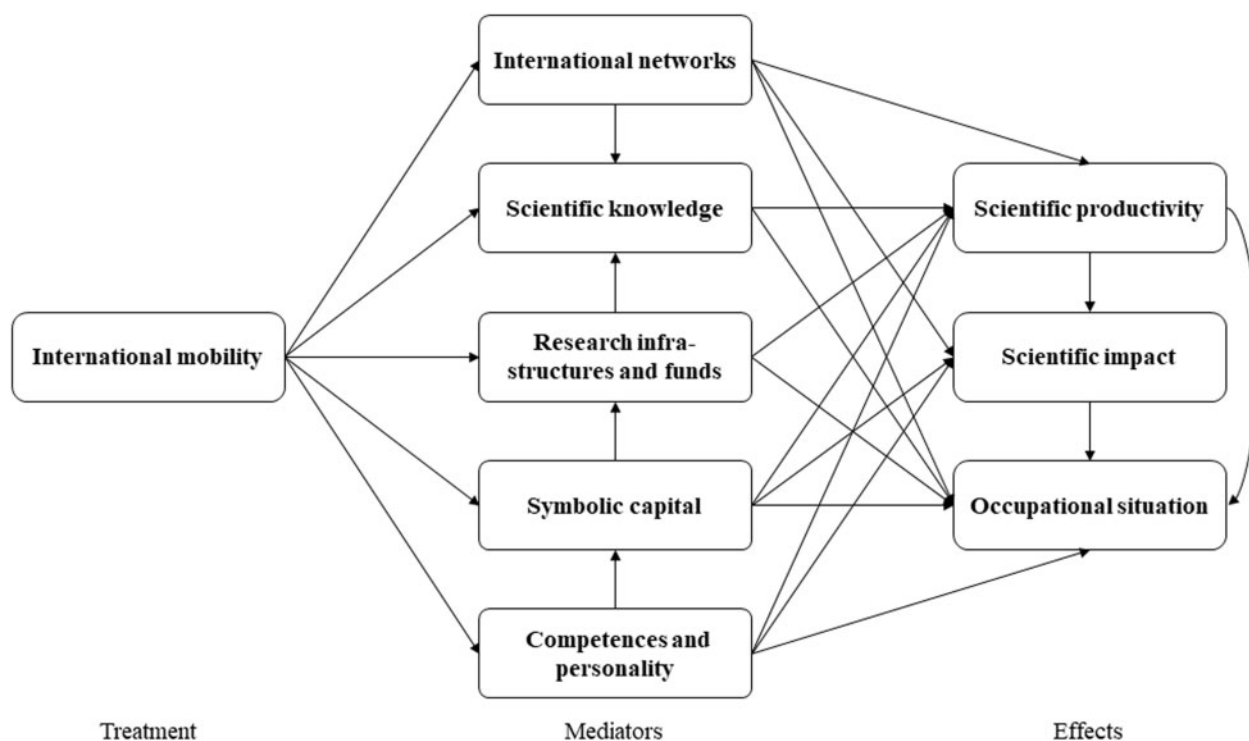 International networks
Scientific knowledge
Scientific productivity
International mobility
Research infra-
structures and funds
Scientific impact
Symbolic capital
Occupational situation
Competences and
personality
Treatment
Mediators
Effects